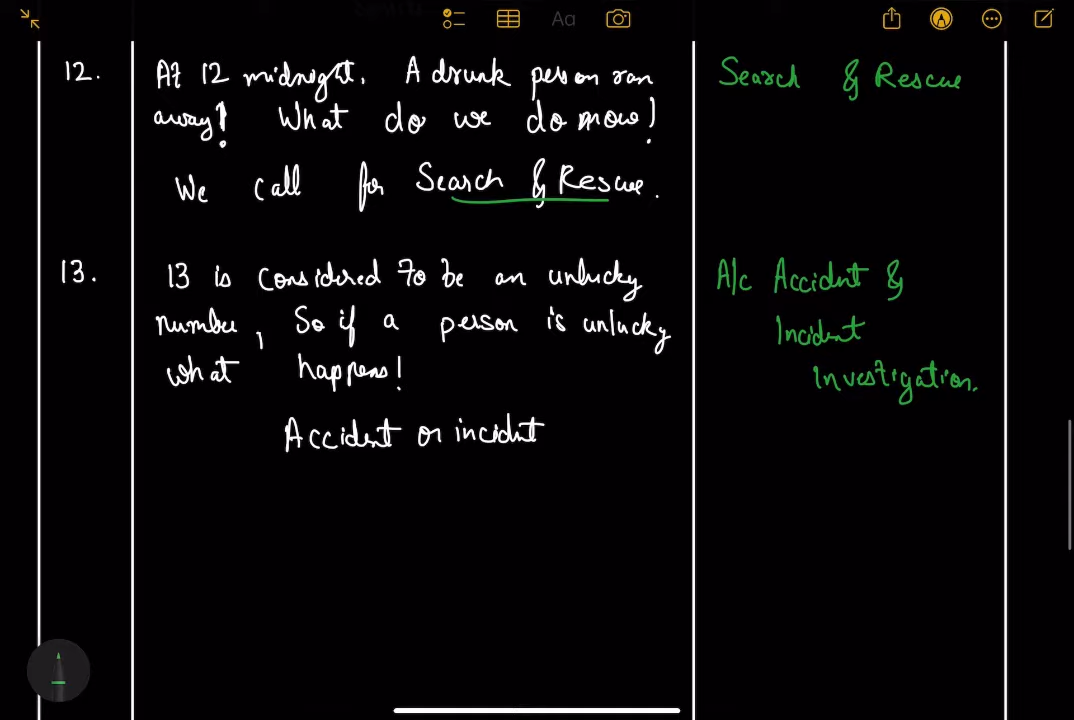 Aa
12. At 12 midnight. A drunk person ran Search & Rescue
away! What do we do now!
We call for Search & Rescue.
13. 13 is considered to be an unlucky A/c Accident &
number, So if a person is unlucky Incident
what happens! Investigation.
Accident or incident